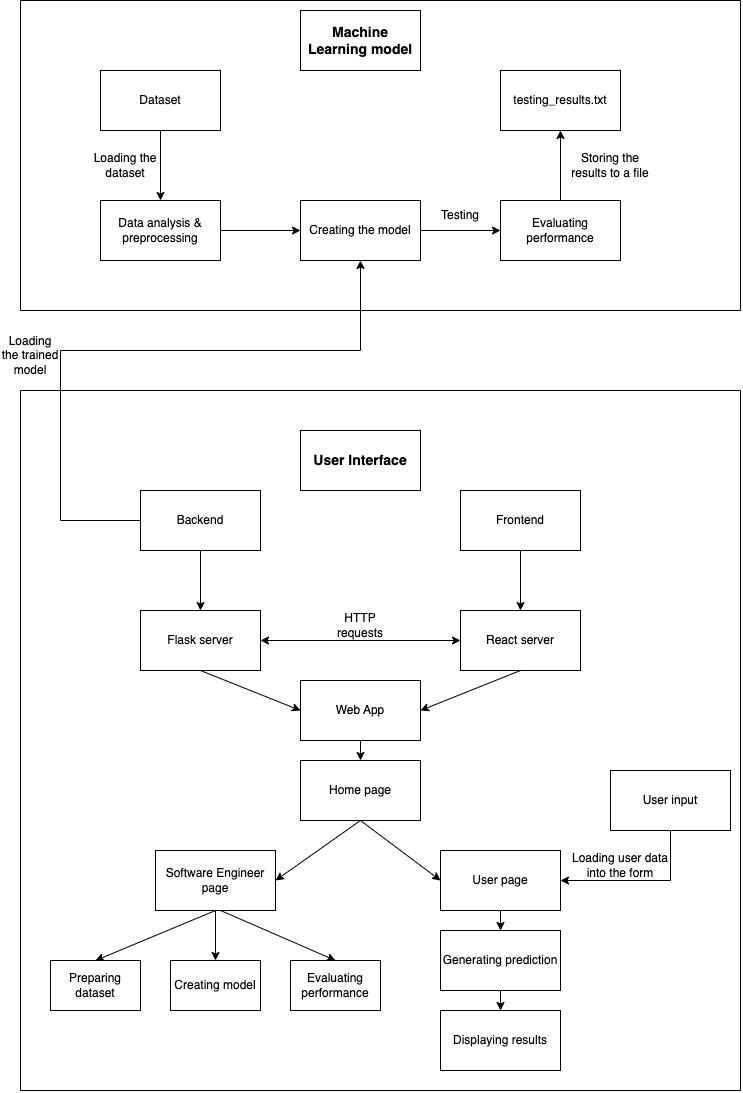 Machine
Learning model
Dataset
testing_results.txt
Loading the
dataset
Storing the
results to a file
Data analysis &
preprocessing
Creating the model
Testing
Evaluating
performance
Loading
the trained
model
User Interface
Backend
Frontend
Flask server
HTTP
requests
React server
Web App
Home page
User input
Software Engineer
page
User page
Loading user data
into the form
Preparing
dataset
Creating model
Evaluating
performance
Generating prediction
Displaying results